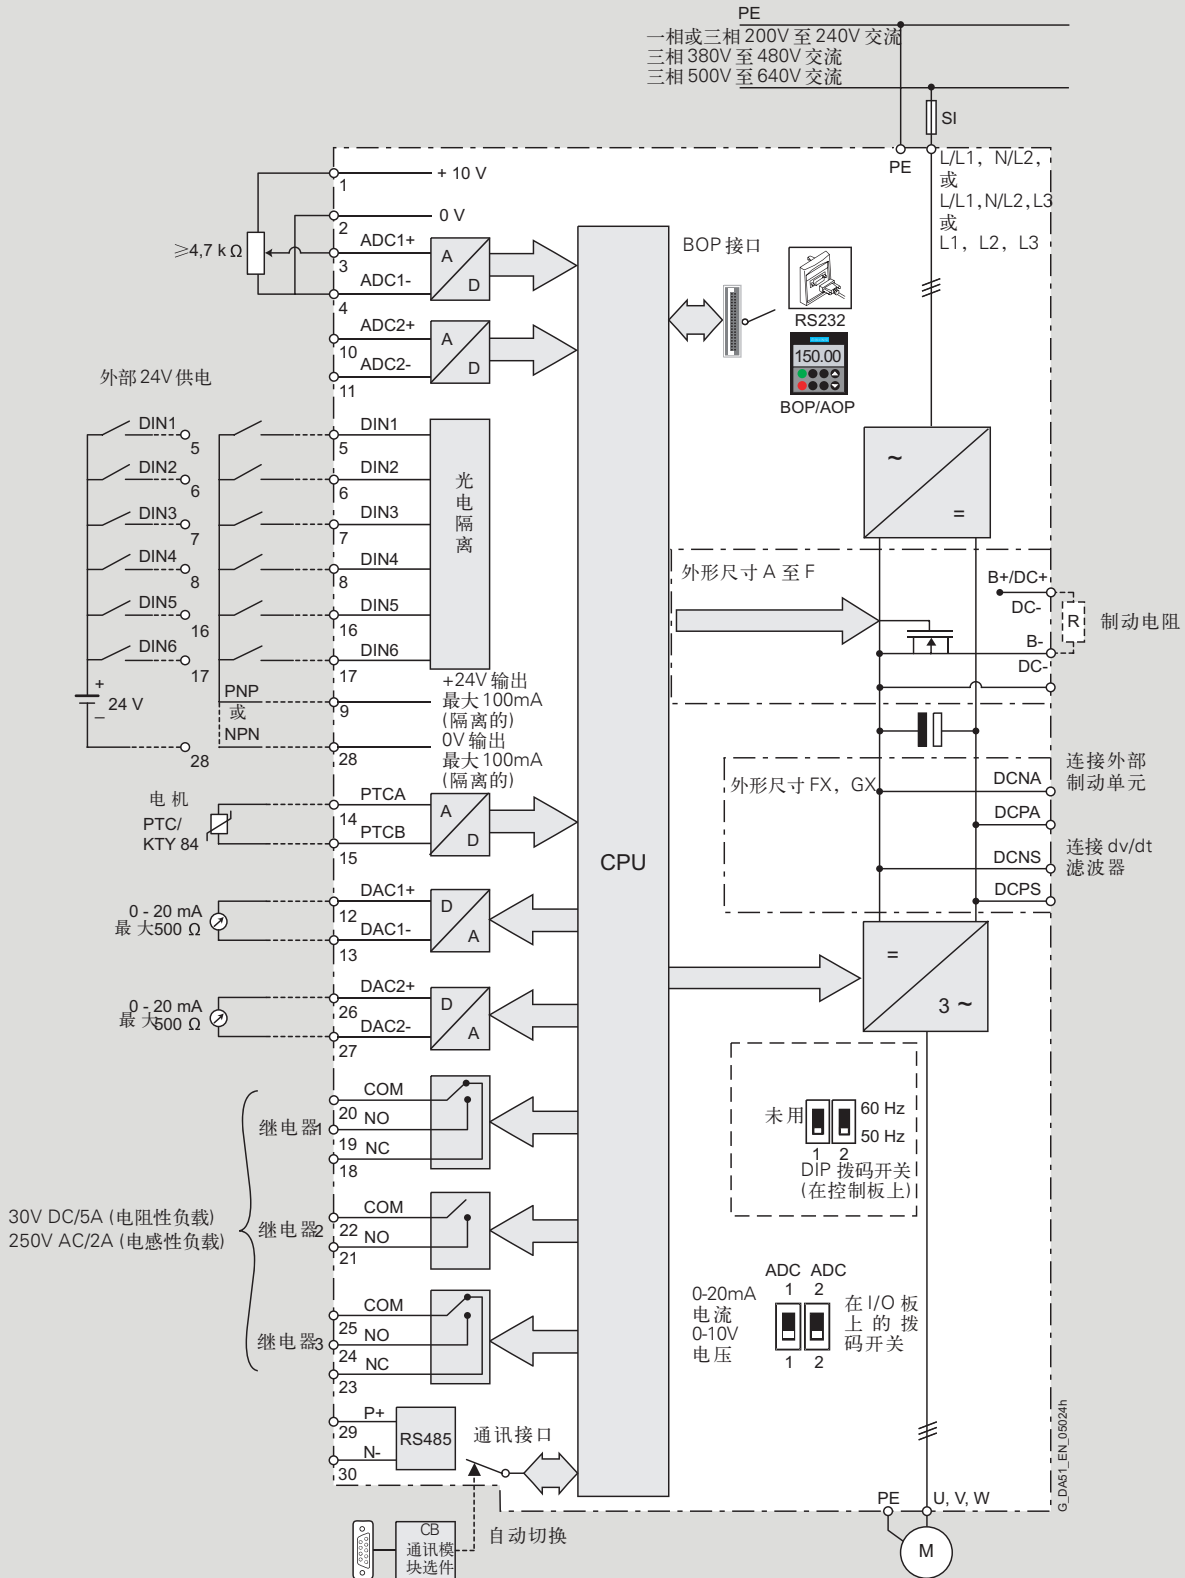 PE
一相或三相 200V 至 240V 交流
三相 380V 至 480V 交流
三相 500V 至 640V 交流
SI
PE
L/L1, N/L2,
或
L/L1,N/L2,L3
或
L1, L2, L3
1
+ 10 V
2
0 V
≥4,7 k Ω
ADC1+
3
ADC1-
4
A
D
ADC2+
10
ADC2-
11
A
D
BOP 接口
RS232
150.00
BOP/AOP
外部 24V 供电
DIN1
5
DIN2
6
DIN3
7
DIN4
8
DIN5
16
DIN6
17
+
24 V
–
28
DIN1
5
DIN2
6
DIN3
7
DIN4
8
DIN5
16
DIN6
17
光电隔离
PNP
或
NPN
9
28
+24V 输出
最大 100mA
(隔离的)
0V 输出
最大 100mA
(隔离的)
~
=
外形尺寸 A 至 F
B+/DC+
DC-
B-
DC-
R
制动电阻
外形尺寸 FX, GX
DCNA
DCPA
DCNS
DCPS
连接外部
制动单元
连接 dv/dt
滤波器
电 机
PTC/
KTY 84
PTCA
14
PTCB
15
A
D
CPU
0 - 20 mA
最 大500 Ω
DAC1+
12
DAC1-
13
D
A
0 - 20 mA
最 大500 Ω
DAC2+
26
DAC2-
27
D
A
=
3 ~
30V DC/5A (电阻性负载)
250V AC/2A (电感性负载)
继电器1
COM
20
NO
19
NC
18
继电器2
COM
22
NO
21
继电器3
COM
25
NO
24
NC
23
未用
60 Hz
50 Hz
1 2
DIP 拨码开关
(在控制板上)
ADC ADC
1 2
0-20mA
电流
0-10V
电压
1 2
在 I/O 板
上 的 拨
码开关
P+
29
N-
30
RS485
通讯接口
自动切换
CB
通讯模
块选件
PE
U, V, W
M
G_DA51_EN_05024h